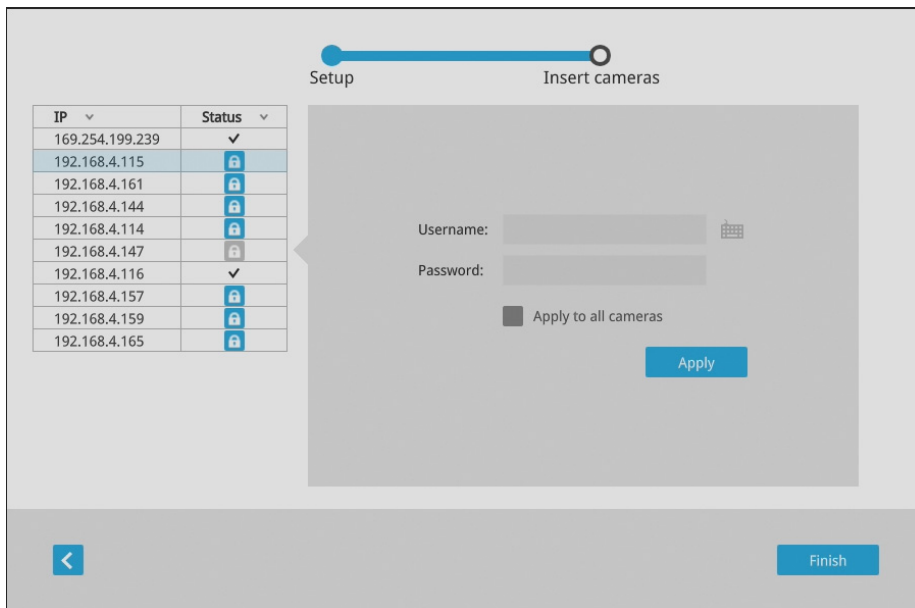 Setup
Insert cameras
IP Status
169.254.199.239
192.168.4.115
192.168.4.161
192.168.4.144
192.168.4.114
192.168.4.147
192.168.4.116
192.168.4.157
192.168.4.159
192.168.4.165
Username:
Password:
Apply to all cameras
Apply
Finish